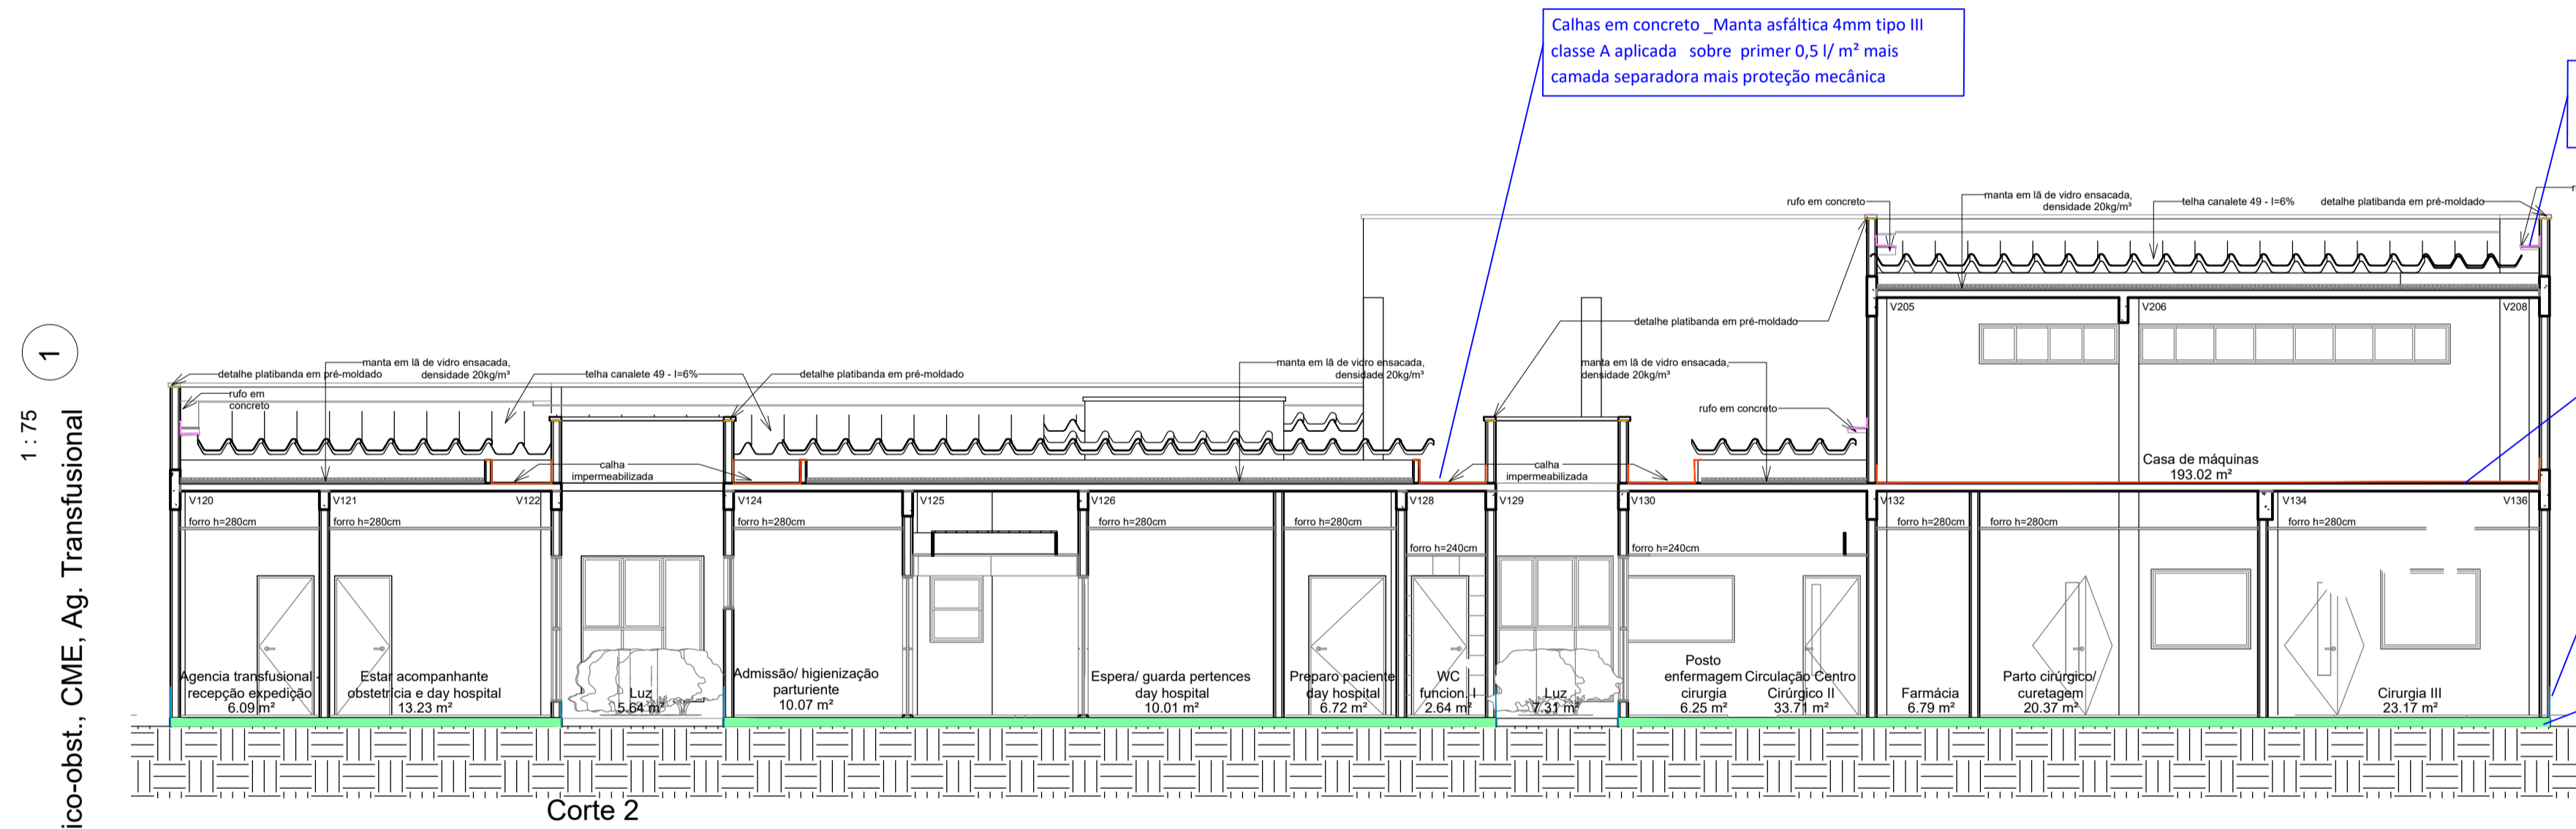 Calhas em concreto _Manta asfáltica 4mm tipo III
classe A aplicada sobre primer 0,5 l/ m² mais
camada separadora mais proteção mecânica
rufo em concreto
manta em lã de vidro ensacada,
densidade 20kg/m³
telha canalete 49 - I=6%
detalhe platibanda em pré-moldado
V205
V206
V208
detalhe platibanda em pré-moldado
manta em lã de vidro ensacada,
densidade 20kg/m³
detalhe platibanda em pré-moldado
manta em lã de vidro ensacada,
densidade 20kg/m³
telha canalete 49 - I=6%
detalhe platibanda em pré-moldado
manta em lã de vidro ensacada,
densidade 20kg/m³
rufo em
concreto
rufo em concreto
calha
impermeabilizada
calha
impermeabilizada
Casa de máquinas
193.02 m²
V120
V121
V122
V124
V125
V126
V128
V129
V130
V132
V134
V136
forro h=280cm
forro h=280cm
forro h=280cm
forro h=280cm
forro h=280cm
forro h=280cm
forro h=280cm
forro h=280cm
forro h=240cm
forro h=240cm
Agencia transfusional -
recepção expedição
6.09 m²
Estar acompanhante
obstetrícia e day hospital
13.23 m²
Luz
5.64 m²
Admissão/ higienização
parturiente
10.07 m²
Espera/ guarda pertences
day hospital
10.01 m²
Preparo paciente
day hospital
6.72 m²
WC
funcion. I
2.64 m²
Luz
7.31 m²
Posto
enfermagem
cirurgia
6.25 m²
Circulação Centro
Cirúrgico II
33.71 m²
Farmácia
6.79 m²
Parto cirúrgico/
curetagem
20.37 m²
Cirurgia III
23.17 m²
Corte 2
1
1 : 75
ico-obst., CME, Ag. Transfusional